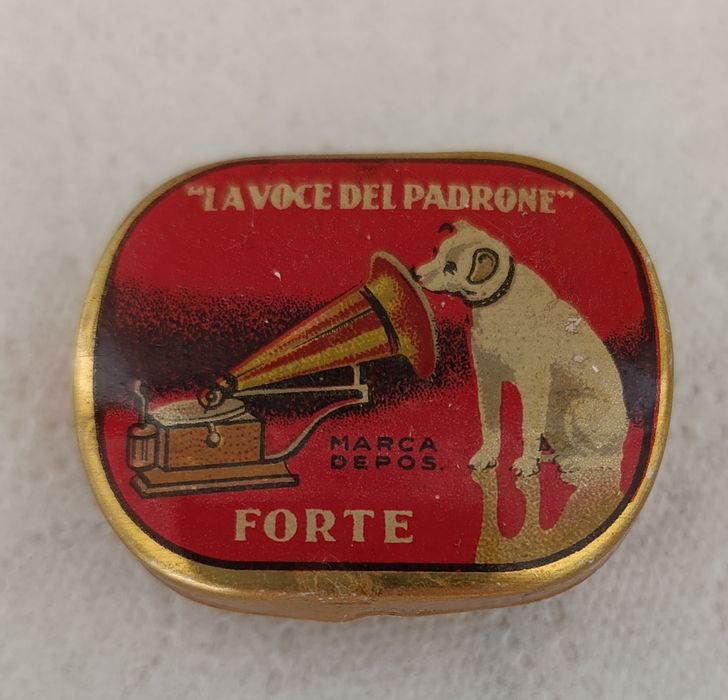 "LA VOCE DEL PADRONE"
MARCA
DEPOS.
FORTE